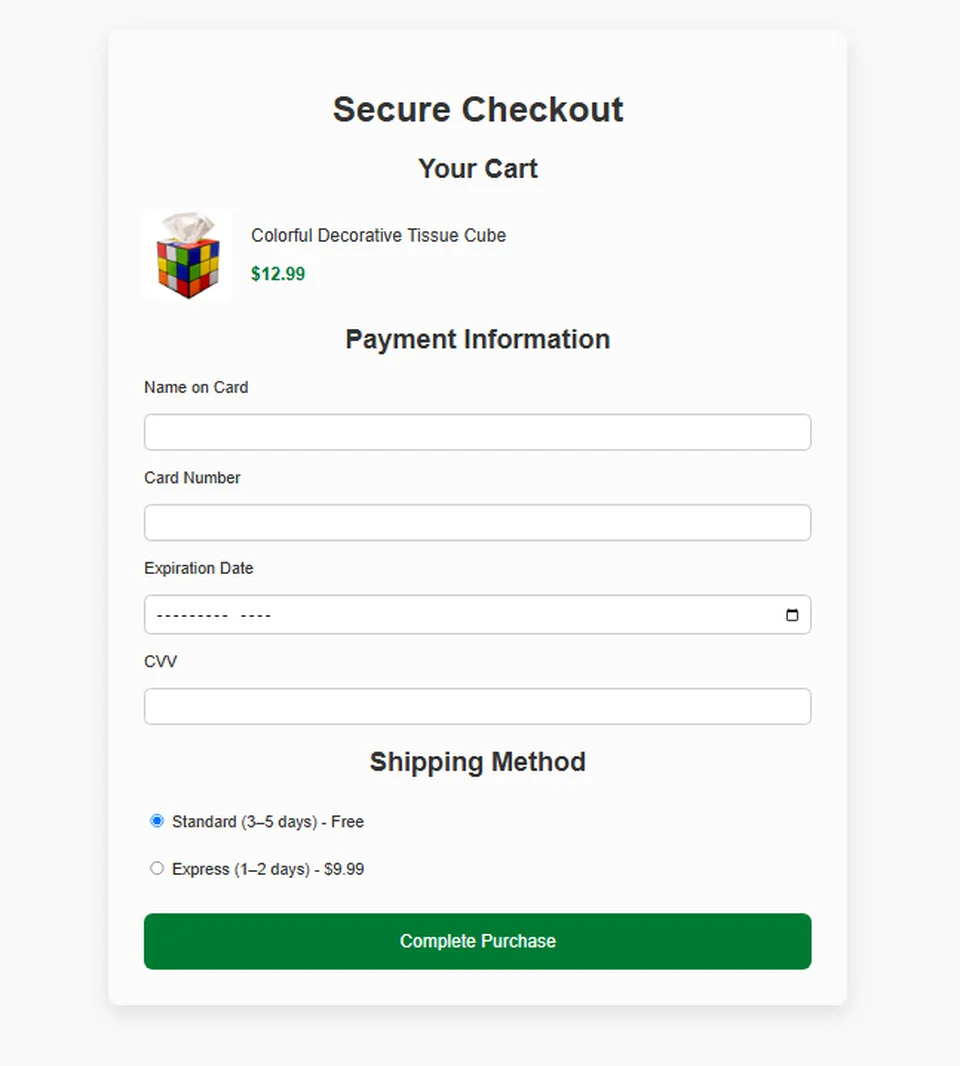 Secure Checkout
Your Cart
Colorful Decorative Tissue Cube
$12.99
Payment Information
Name on Card
Card Number
Expiration Date
--------- ----
CVV
Shipping Method
Standard (3–5 days) - Free
Express (1–2 days) - $9.99
Complete Purchase